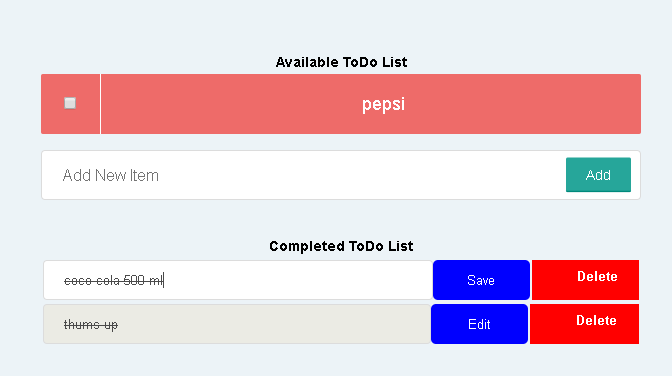 Available ToDo List
pepsi
Add New Item Add
Completed ToDo List
coco cola 500 ml Save Delete
thums up Edit Delete